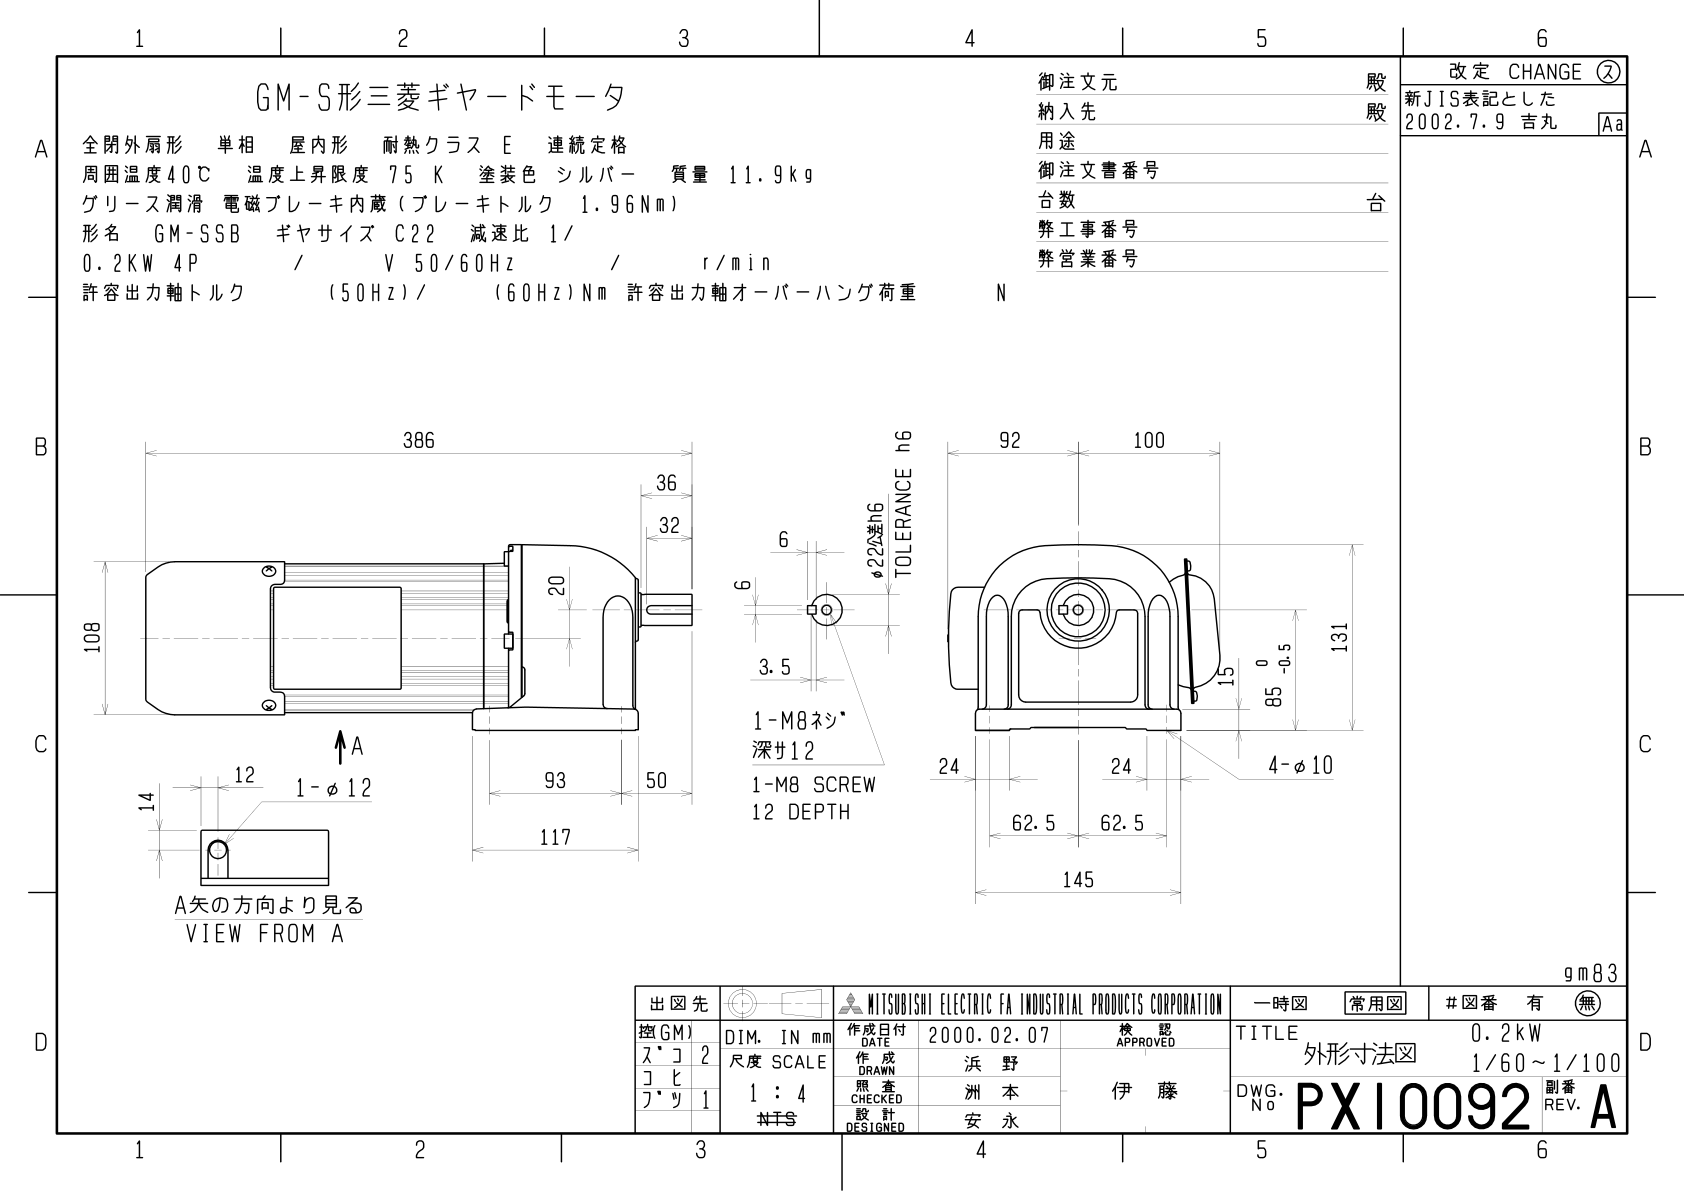 1 2 3 4 5 6
GM-S形三菱ギヤードモータ
全閉外扇形 単相 屋内形 耐熱クラス E 連続定格
周囲温度40℃ 温度上昇限度 75 K 塗装色 シルバー 質量 11.9kg
グリース潤滑 電磁ブレーキ内蔵(ブレーキトルク 1.96Nm)
形名 GM-SSB ギヤサイズ C22 減速比 1/
0.2KW 4P / V 50/60Hz / r/min
許容出力軸トルク (50Hz)/ (60Hz)Nm 許容出力軸オーバーハング荷重 N
御注文元 殿
納入先 殿
用途
御注文書番号
台数 台
弊工事番号
弊営業番号
改定 CHANGE ス
新JIS表記とした
2002.7.9 吉丸 Aa
A A
B B
C C
D D
386
36
32
20
108
A
93 50
117
12
14
1-φ12
A矢の方向より見る
VIEW FROM A
6
6
3.5
φ22公差h6
TOLERANCE h6
1-M8ネジ
深サ12
1-M8 SCREW
12 DEPTH
92 100
131
15
85 0 -0.5
24 24
4-φ10
62.5 62.5
145
gm83
出図先
控(GM)
ズコ 2
コヒ
ブツ 1
DIM. IN mm
尺度 SCALE
1 : 4
NTS
MITSUBISHI ELECTRIC FA INDUSTRIAL PRODUCTS CORPORATION
作成日付 DATE 2000.02.07
検認 APPROVED
作成 DRAWN 浜野
照査 CHECKED 洲本
伊藤
設計 DESIGNED 安永
一時図 常用図 #図番 有 無
TITLE 0.2kW
外形寸法図 1/60~1/100
DWG. No PX10092 副番 REV. A
1 2 3 4 5 6